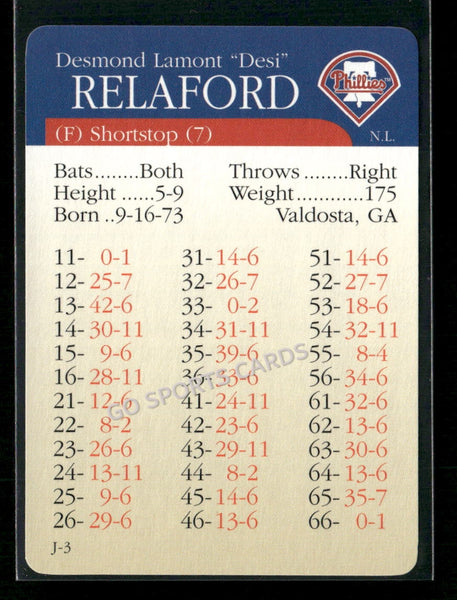 Desmond Lamont “Desi”
RELAFORD
Phillies™
(F) Shortstop (7)
N.L.
Bats........Both Throws ........Right
Height ......5-9 Weight.............175
Born ..9-16-73 Valdosta, GA
11- 0-1 31-14-6 51-14-6
12- 25-7 32-26-7 52-27-7
13- 42-6 33- 0-2 53-18-6
14- 30-11 34-31-11 54-32-11
15- 9-6 35-39-6 55- 8-4
16- 28-11 36-33-6 56-34-6
21- 12-6 41-24-11 61-32-6
22- 8-2 42-23-6 62-13-6
23- 26-6 43-29-11 63-30-6
24- 13-11 44- 8-2 64-31-6
25- 9-6 45-14-6 65-35-7
26- 29-6 46-13-6 66- 0-1
J-3
GO SPORTS CARDS